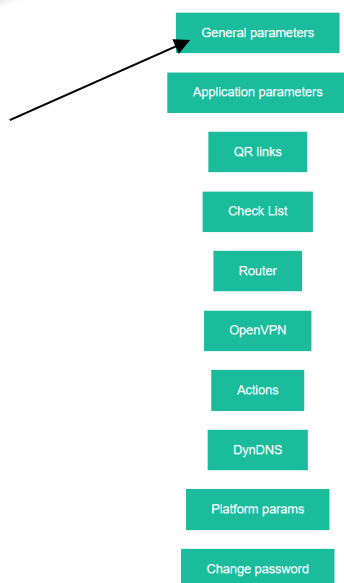 General parameters
Application parameters
QR links
Check List
Router
OpenVPN
Actions
DynDNS
Platform params
Change password